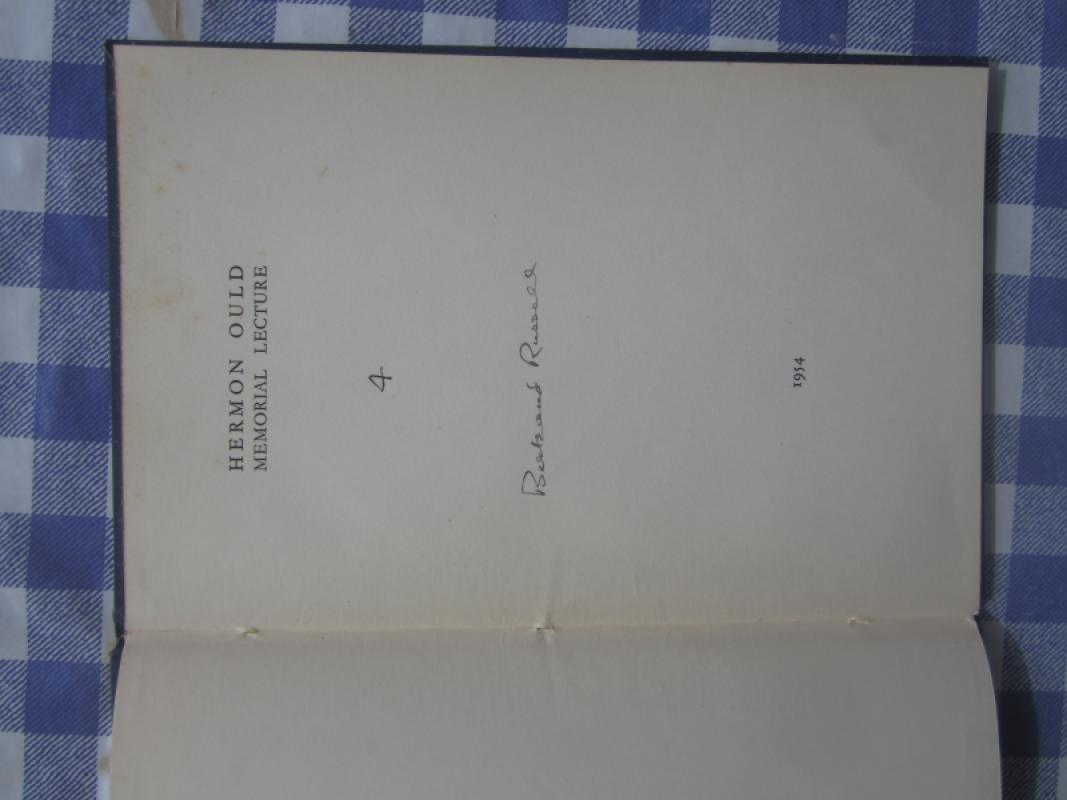 HERMON OULD
MEMORIAL LECTURE
4
Bertrand Russell
1954